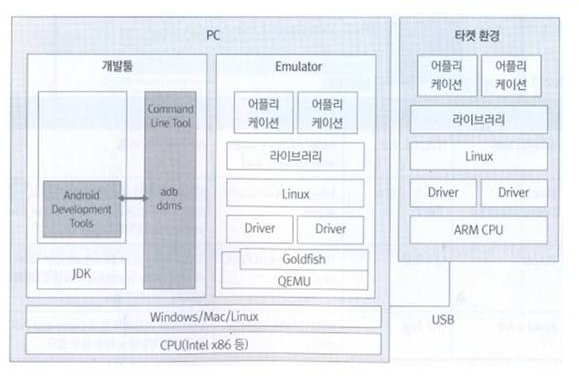 PC
개발툴
Command
Line Tool
adb
ddms
Android
Development
Tools
JDK
Emulator
어플리
케이션
어플리
케이션
라이브러리
Linux
Driver
Driver
Goldfish
QEMU
Windows/Mac/Linux
CPU(Intel x86 등)
타켓 환경
어플리
케이션
어플리
케이션
라이브러리
Linux
Driver
Driver
ARM CPU
USB